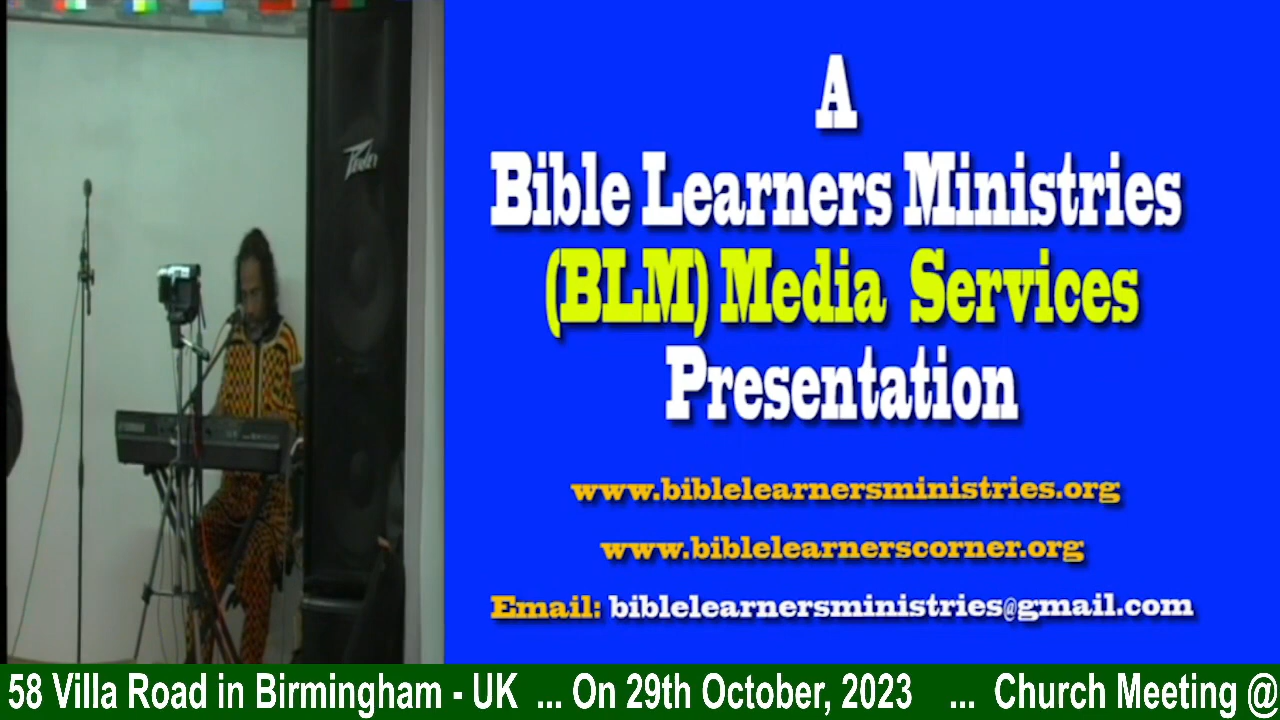 Peavey
A
Bible Learners Ministries
(BLM) Media Services
Presentation
www.biblelearnersministries.org
www.biblelearnerscorner.org
Email: biblelearnersministries@gmail.com
58 Villa Road in Birmingham - UK ... On 29th October, 2023 ... Church Meeting @